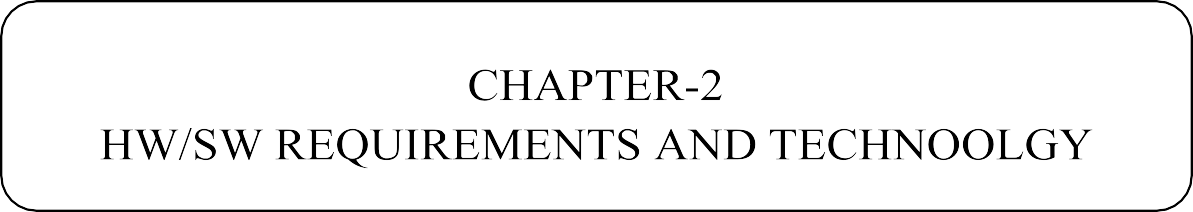 CHAPTER-2
HW/SW REQUIREMENTS AND TECHNOOLGY